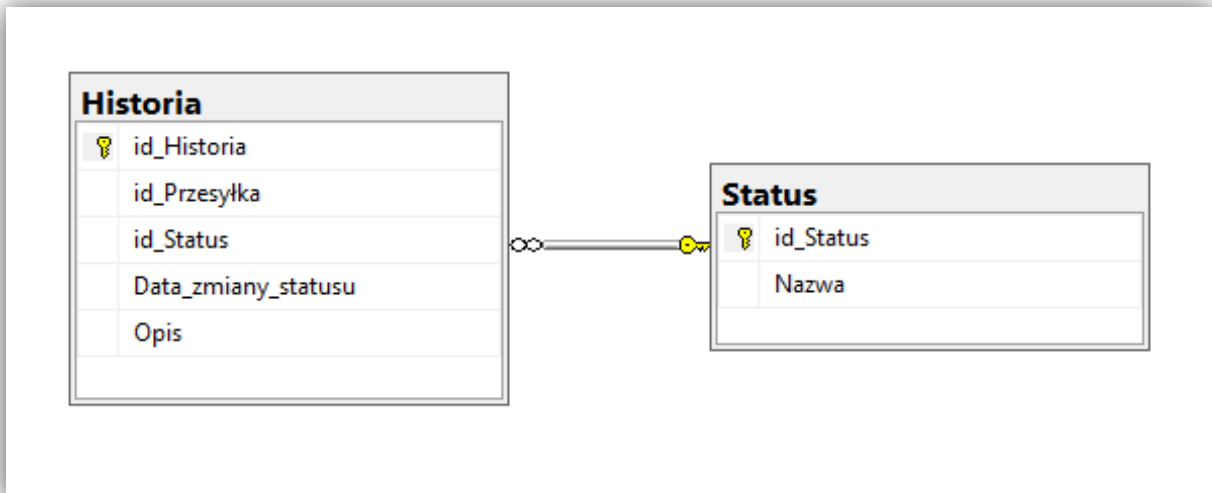 Historia
id_Historia
id_Przesyłka
id_Status
Data_zmiany_statusu
Opis
Status
id_Status
Nazwa